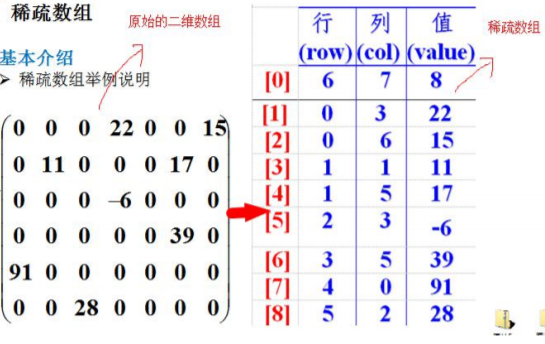 稀疏数组
原始的二维数组
基本介绍
➢ 稀疏数组举例说明
0 0 0 22 0 0 15
0 11 0 0 0 17 0
0 0 0 –6 0 0 0
0 0 0 0 0 39 0
91 0 0 0 0 0 0
0 0 28 0 0 0 0
行 列 值
(row) (col) (value)
稀疏数组
[0] 6 7 8
[1] 0 3 22
[2] 0 6 15
[3] 1 1 11
[4] 1 5 17
[5] 2 3 -6
[6] 3 5 39
[7] 4 0 91
[8] 5 2 28